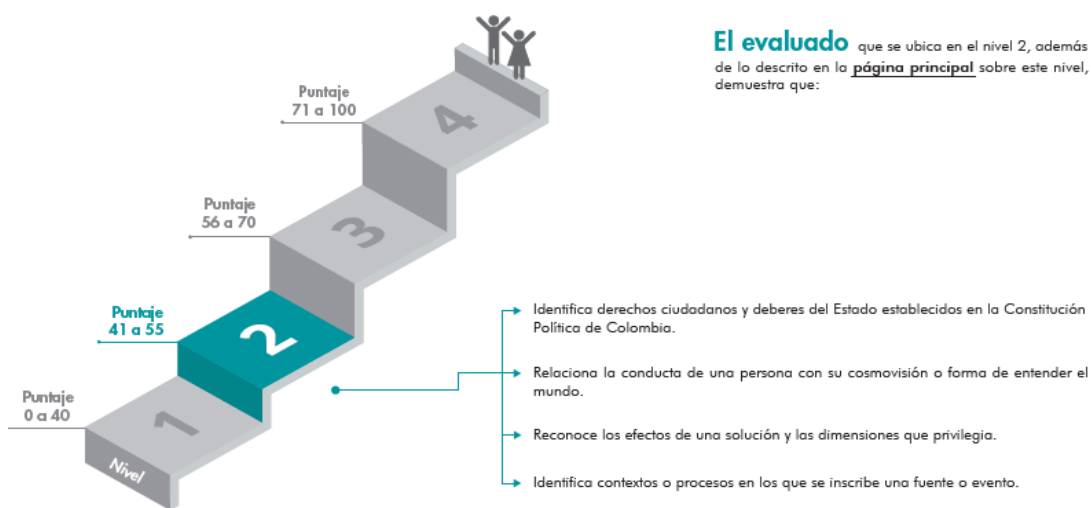 El evaluado que se ubica en el nivel 2, además
de lo descrito en la página principal sobre este nivel,
demuestra que:
Puntaje
71 a 100
4
Puntaje
56 a 70
3
Puntaje
41 a 55
2
Puntaje
0 a 40
1
Nivel
Identifica derechos ciudadanos y deberes del Estado establecidos en la Constitución
Política de Colombia.
Relaciona la conducta de una persona con su cosmovisión o forma de entender el
mundo.
Reconoce los efectos de una solución y las dimensiones que privilegia.
Identifica contextos o procesos en los que se inscribe una fuente o evento.